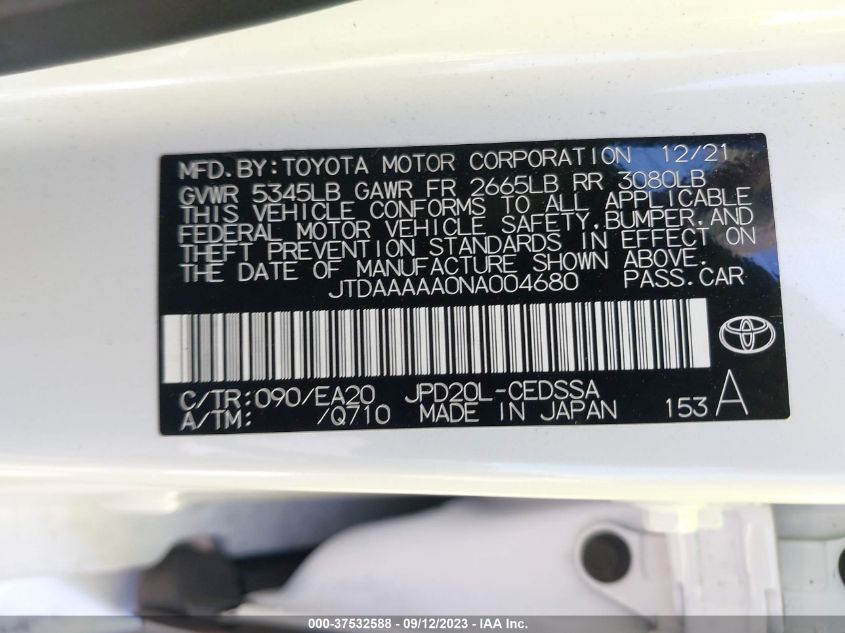 MFD.BY:TOYOTA MOTOR CORPORATION 12/21
GVWR 5345LB GAWR FR 2665LB RR 3080LB
THIS VEHICLE CONFORMS TO ALL APPLICABLE
FEDERAL MOTOR VEHICLE SAFETY,BUMPER,AND
THEFT PREVENTION STANDARDS IN EFFECT ON
THE DATE OF MANUFACTURE SHOWN ABOVE.
JTDAAAAA0NA004680 PASS.CAR
C/TR:090/EA20 JPD20L-CEDSSA
A/TM: /Q710 MADE IN JAPAN 153 A
000-37532588 - 09/12/2023 - IAA Inc.